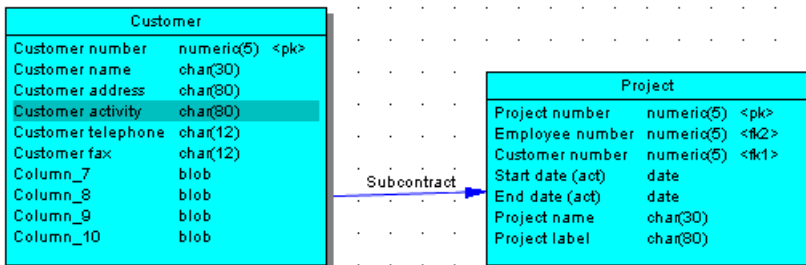 Customer
Customer number numeric(5) <pk>
Customer name char(30)
Customer address char(80)
Customer activity char(80)
Customer telephone char(12)
Customer fax char(12)
Column_7 blob
Column_8 blob
Column_9 blob
Column_10 blob
Subcontract
Project
Project number numeric(5) <pk>
Employee number numeric(5) <fk2>
Customer number numeric(5) <fk1>
Start date (act) date
End date (act) date
Project name char(30)
Project label char(80)